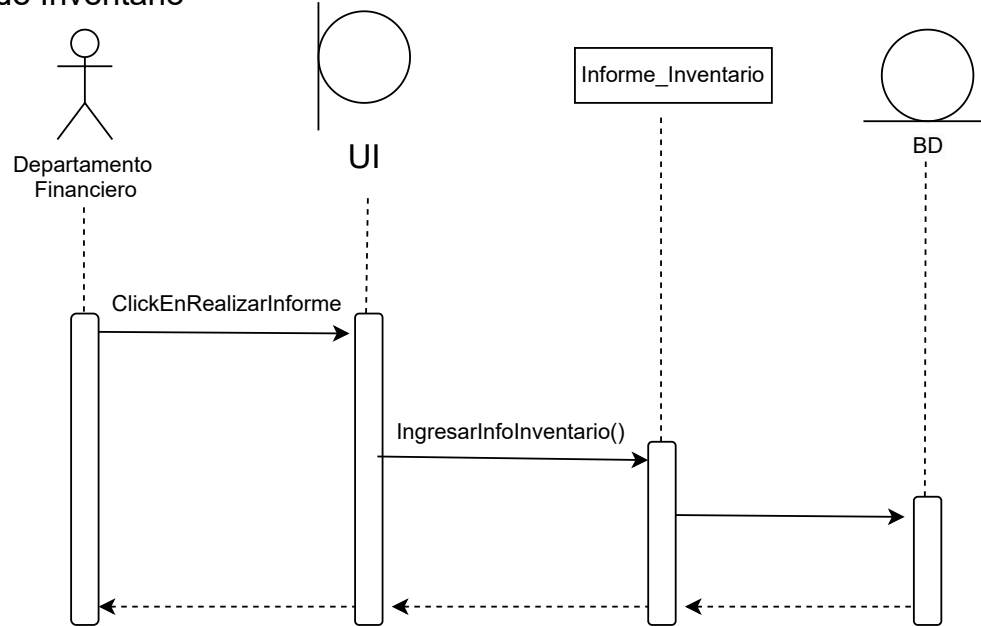 de Inventario
Informe_Inventario
BD
UI
Departamento
Financiero
ClickEnRealizarInforme
IngresarInfoInventario()